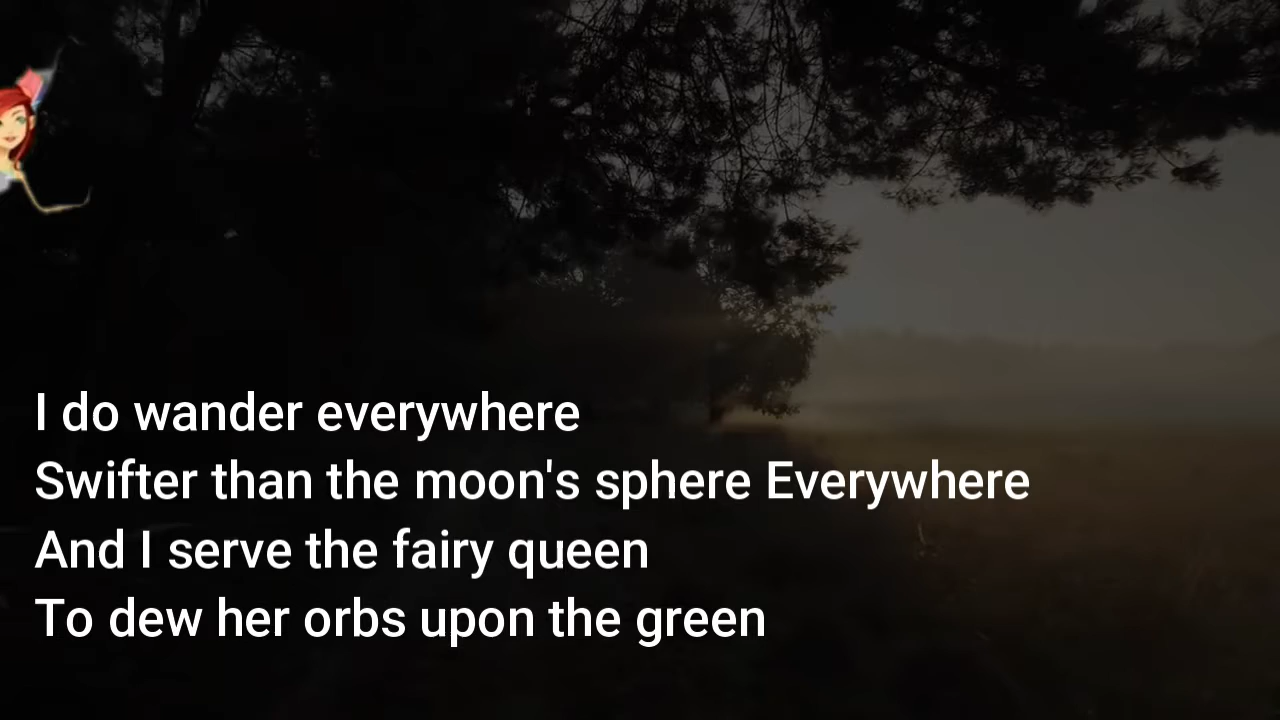 I do wander everywhere
Swifter than the moon's sphere Everywhere
And I serve the fairy queen
To dew her orbs upon the green